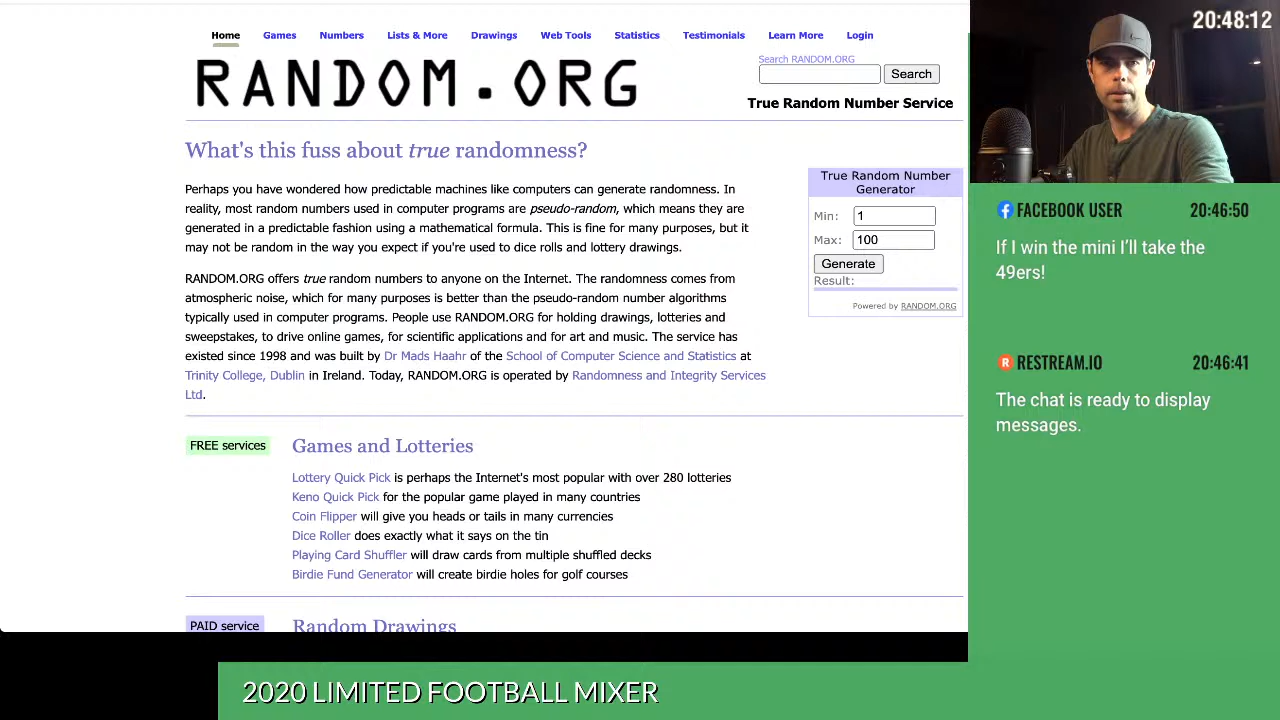 20:48:12
Home Games Numbers Lists & More Drawings Web Tools Statistics Testimonials Learn More Login
RANDOM.ORG
Search RANDOM.ORG
Search
True Random Number Service
What's this fuss about true randomness?
Perhaps you have wondered how predictable machines like computers can generate randomness. In
reality, most random numbers used in computer programs are pseudo-random, which means they are
generated in a predictable fashion using a mathematical formula. This is fine for many purposes, but it
may not be random in the way you expect if you're used to dice rolls and lottery drawings.
RANDOM.ORG offers true random numbers to anyone on the Internet. The randomness comes from
atmospheric noise, which for many purposes is better than the pseudo-random number algorithms
typically used in computer programs. People use RANDOM.ORG for holding drawings, lotteries and
sweepstakes, to drive online games, for scientific applications and for art and music. The service has
existed since 1998 and was built by Dr Mads Haahr of the School of Computer Science and Statistics at
Trinity College, Dublin in Ireland. Today, RANDOM.ORG is operated by Randomness and Integrity Services
Ltd.
True Random Number
Generator
Min: 1
Max: 100
Generate
Result:
Powered by RANDOM.ORG
FREE services
Games and Lotteries
Lottery Quick Pick is perhaps the Internet's most popular with over 280 lotteries
Keno Quick Pick for the popular game played in many countries
Coin Flipper will give you heads or tails in many currencies
Dice Roller does exactly what it says on the tin
Playing Card Shuffler will draw cards from multiple shuffled decks
Birdie Fund Generator will create birdie holes for golf courses
PAID service
Random Drawings
FACEBOOK USER 20:46:50
If I win the mini I’ll take the
49ers!
RESTREAM.IO 20:46:41
The chat is ready to display
messages.
2020 LIMITED FOOTBALL MIXER